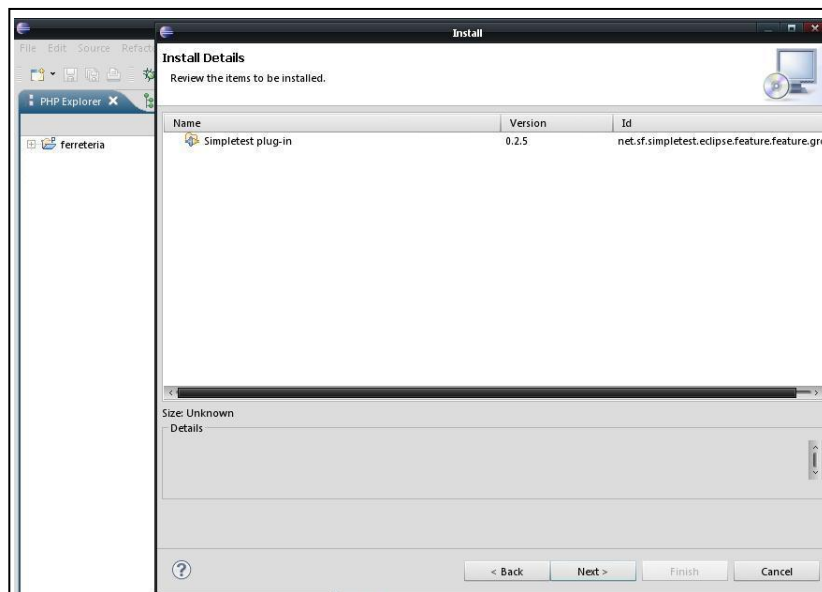 Install
File Edit Source Refact
Install Details
Review the items to be installed.
PHP Explorer
Name Version Id
ferreteria
Simpletest plug-in 0.2.5 net.sf.simpletest.eclipse.feature.feature.gr
Size: Unknown
Details
< Back Next > Finish Cancel